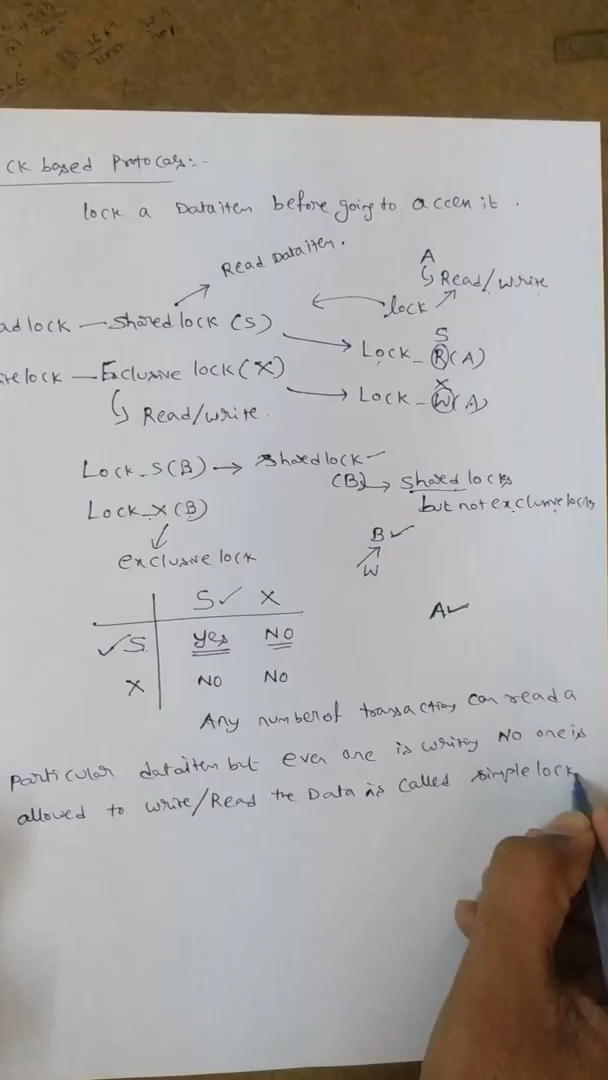 ck based Protocols:-
lock a Dataitem before going to accen it.
Read Dataitem.
A
Read/write
lock
ad lock - Shared lock (S)
S
Lock_R(A)
ite lock - Exclusive lock(X)
X
Lock_W(A)
Read/write.
Lock_S(B) → shared lock
(B) → shared locks
but not exclusive locks
Lock_X(B)
exclusive lock
B ✓
W
S ✓ X
A ✓
✓ S Yes NO
X NO No
Any number of transactions can read a
Particular dataitem but even one is writing NO one is
allowed to write/Read the Data is called simple lock